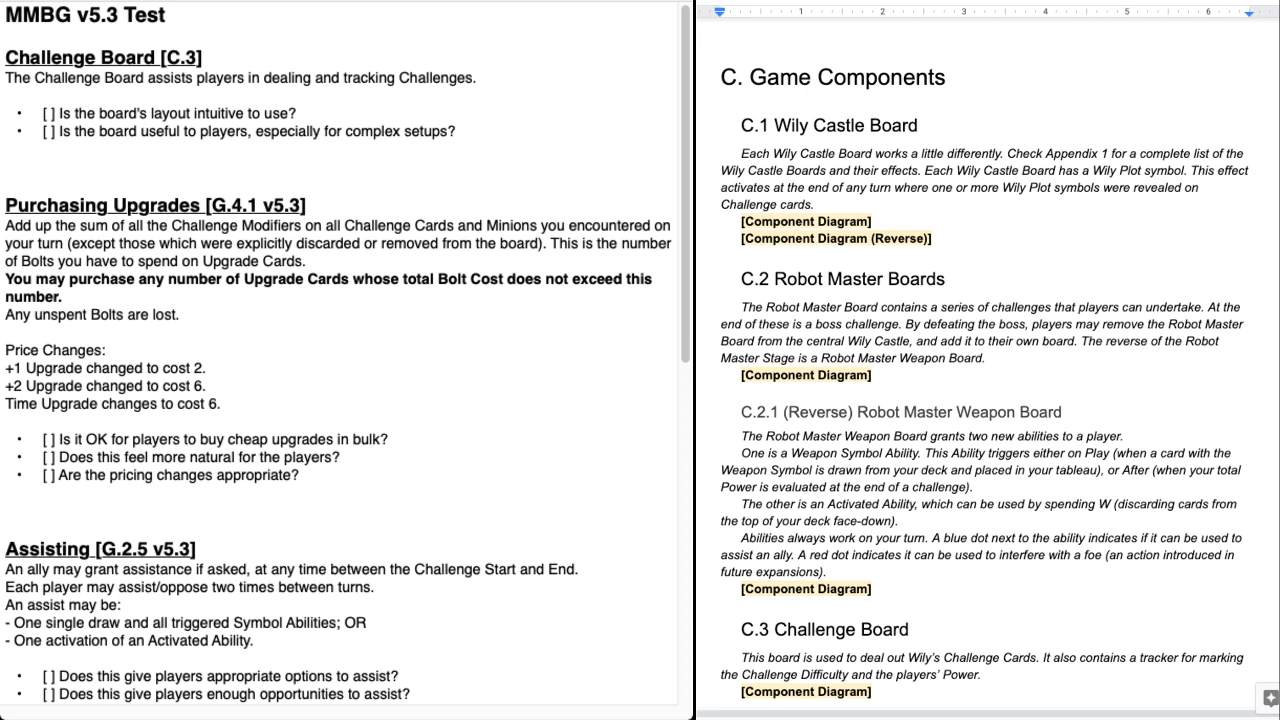 MMBG v5.3 Test
Challenge Board [C.3]
The Challenge Board assists players in dealing and tracking Challenges.
• [ ] Is the board's layout intuitive to use?
• [ ] Is the board useful to players, especially for complex setups?
Purchasing Upgrades [G.4.1 v5.3]
Add up the sum of all the Challenge Modifiers on all Challenge Cards and Minions you encountered on
your turn (except those which were explicitly discarded or removed from the board). This is the number
of Bolts you have to spend on Upgrade Cards.
You may purchase any number of Upgrade Cards whose total Bolt Cost does not exceed this
number.
Any unspent Bolts are lost.
Price Changes:
+1 Upgrade changed to cost 2.
+2 Upgrade changed to cost 6.
Time Upgrade changes to cost 6.
• [ ] Is it OK for players to buy cheap upgrades in bulk?
• [ ] Does this feel more natural for the players?
• [ ] Are the pricing changes appropriate?
Assisting [G.2.5 v5.3]
An ally may grant assistance if asked, at any time between the Challenge Start and End.
Each player may assist/oppose two times between turns.
An assist may be:
- One single draw and all triggered Symbol Abilities; OR
- One activation of an Activated Ability.
• [ ] Does this give players appropriate options to assist?
• [ ] Does this give players enough opportunities to assist?
1 2 3 4 5 6
C. Game Components
C.1 Wily Castle Board
Each Wily Castle Board works a little differently. Check Appendix 1 for a complete list of the
Wily Castle Boards and their effects. Each Wily Castle Board has a Wily Plot symbol. This effect
activates at the end of any turn where one or more Wily Plot symbols were revealed on
Challenge cards.
[Component Diagram]
[Component Diagram (Reverse)]
C.2 Robot Master Boards
The Robot Master Board contains a series of challenges that players can undertake. At the
end of these is a boss challenge. By defeating the boss, players may remove the Robot Master
Board from the central Wily Castle, and add it to their own board. The reverse of the Robot
Master Stage is a Robot Master Weapon Board.
[Component Diagram]
C.2.1 (Reverse) Robot Master Weapon Board
The Robot Master Weapon Board grants two new abilities to a player.
One is a Weapon Symbol Ability. This Ability triggers either on Play (when a card with the
Weapon Symbol is drawn from your deck and placed in your tableau), or After (when your total
Power is evaluated at the end of a challenge).
The other is an Activated Ability, which can be used by spending W (discarding cards from
the top of your deck face-down).
Abilities always work on your turn. A blue dot next to the ability indicates if it can be used to
assist an ally. A red dot indicates it can be used to interfere with a foe (an action introduced in
future expansions).
[Component Diagram]
C.3 Challenge Board
This board is used to deal out Wily's Challenge Cards. It also contains a tracker for marking
the Challenge Difficulty and the players' Power.
[Component Diagram]